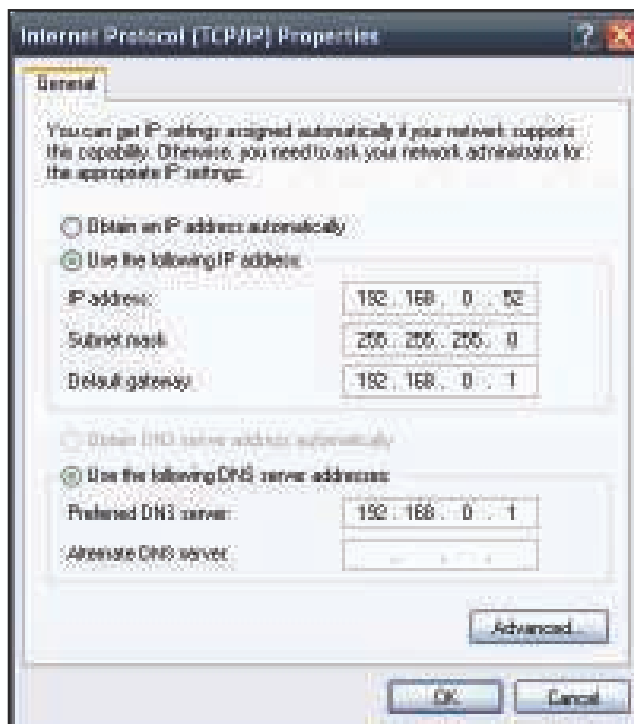 Internet Protocol (TCP/IP) Properties
General
You can get IP settings assigned automatically if your network supports
this capability. Otherwise, you need to ask your network administrator for
the appropriate IP settings.
Obtain an IP address automatically
Use the following IP address:
IP address: 192 . 168 . 0 . 52
Subnet mask: 255 . 255 . 255 . 0
Default gateway: 192 . 168 . 0 . 1
Obtain DNS server address automatically
Use the following DNS server addresses:
Preferred DNS server: 192 . 168 . 0 . 1
Alternate DNS server: . . .
Advanced...
OK Cancel